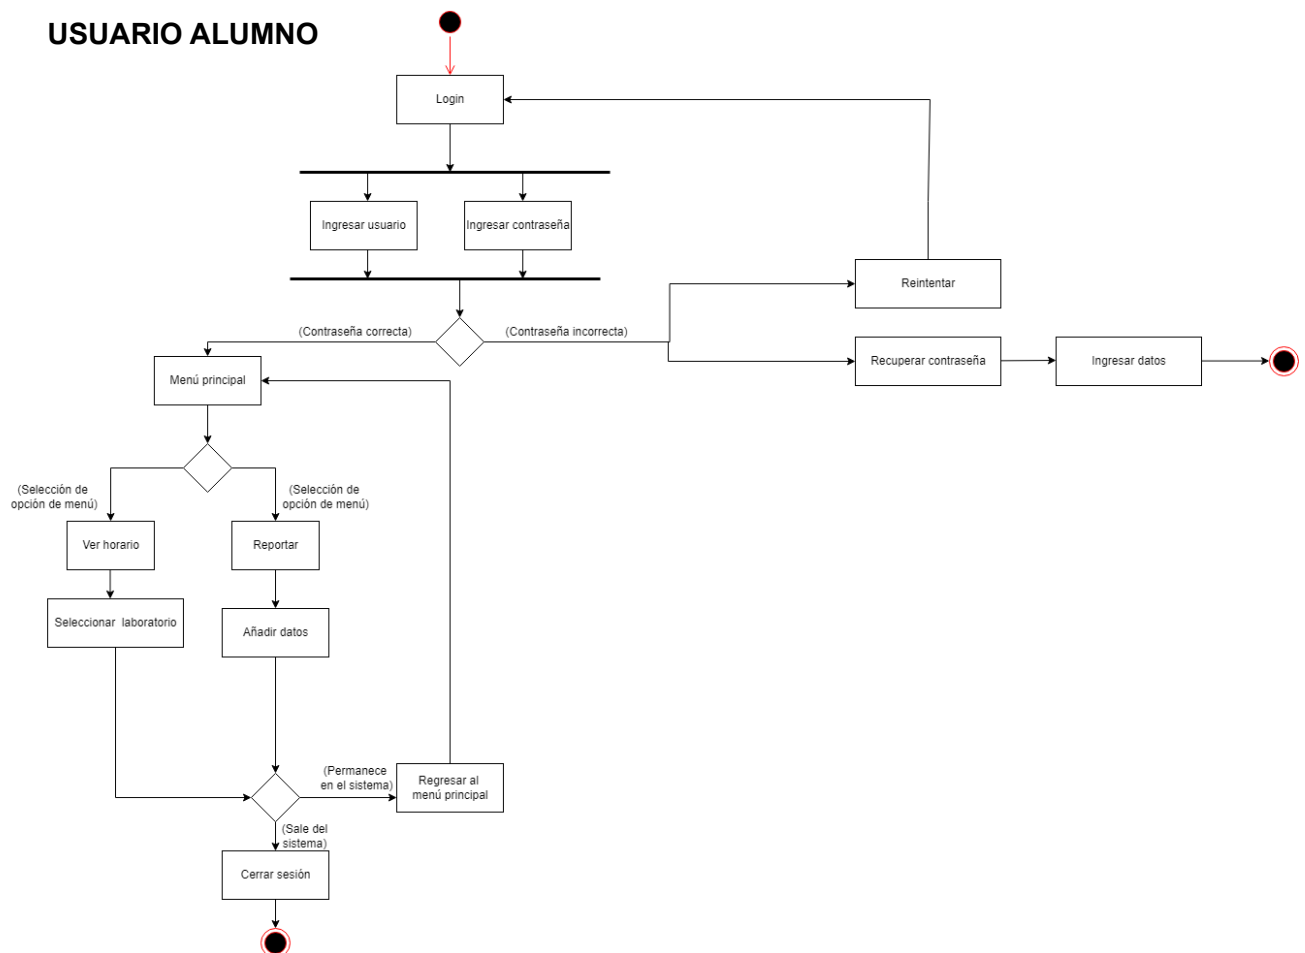 USUARIO ALUMNO
Login
Ingresar usuario
Ingresar contraseña
Reintentar
(Contraseña correcta)
(Contraseña incorrecta)
Recuperar contraseña
Ingresar datos
Menú principal
(Selección de
opción de menú)
(Selección de
opción de menú)
Ver horario
Reportar
Seleccionar laboratorio
Añadir datos
(Permanece
en el sistema)
Regresar al
menú principal
(Sale del
sistema)
Cerrar sesión